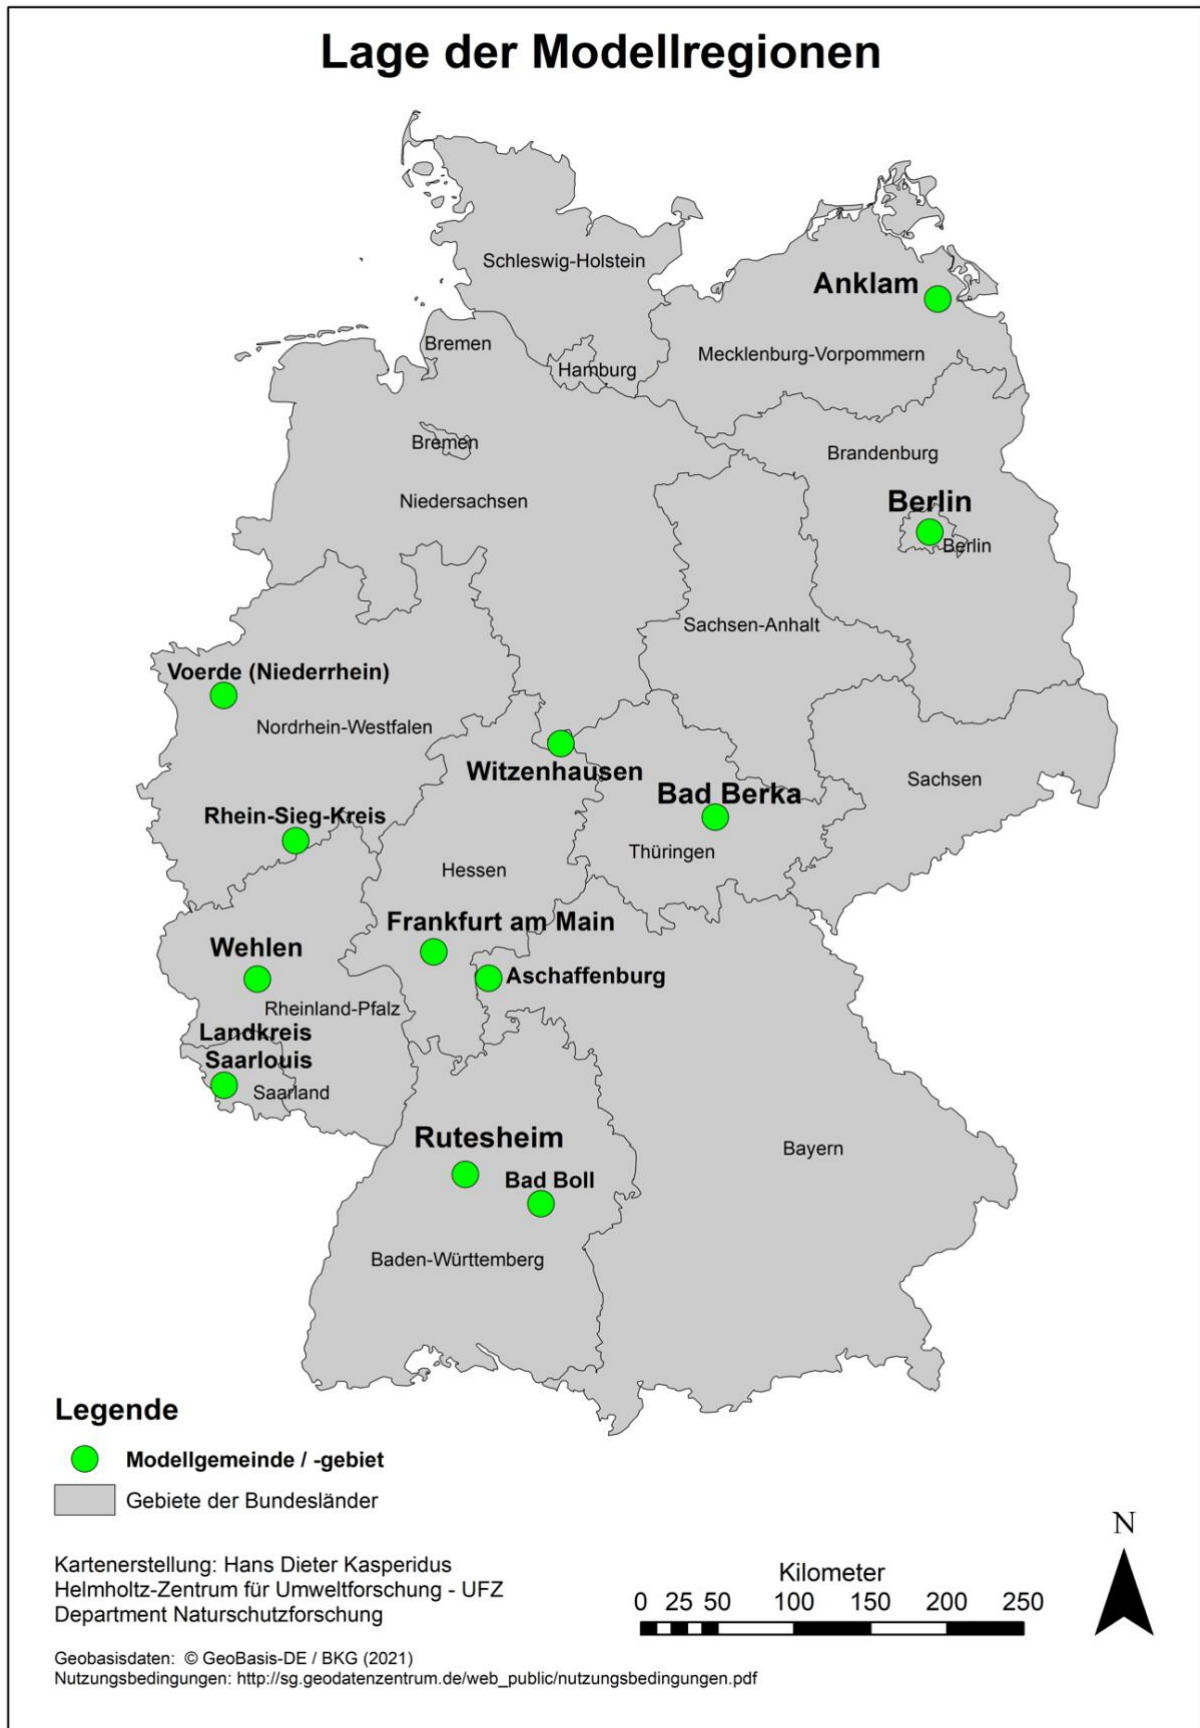 Lage der Modellregionen
Schleswig-Holstein
Anklam
Bremen
Mecklenburg-Vorpommern
Hamburg
Bremen
Brandenburg
Niedersachsen
Berlin
Berlin
Sachsen-Anhalt
Voerde (Niederrhein)
Nordrhein-Westfalen
Witzenhausen
Sachsen
Bad Berka
Rhein-Sieg-Kreis
Thüringen
Hessen
Frankfurt am Main
Wehlen
Aschaffenburg
Rheinland-Pfalz
Landkreis
Saarlouis
Saarland
Rutesheim
Bayern
Bad Boll
Baden-Württemberg
Legende
Modellgemeinde / -gebiet
Gebiete der Bundesländer
Kartenerstellung: Hans Dieter Kasperidus
Helmholtz-Zentrum für Umweltforschung - UFZ
Department Naturschutzforschung
Geobasisdaten: © GeoBasis-DE / BKG (2021)
Nutzungsbedingungen: http://sg.geodatenzentrum.de/web_public/nutzungsbedingungen.pdf
Kilometer
0 25 50 100 150 200 250
N